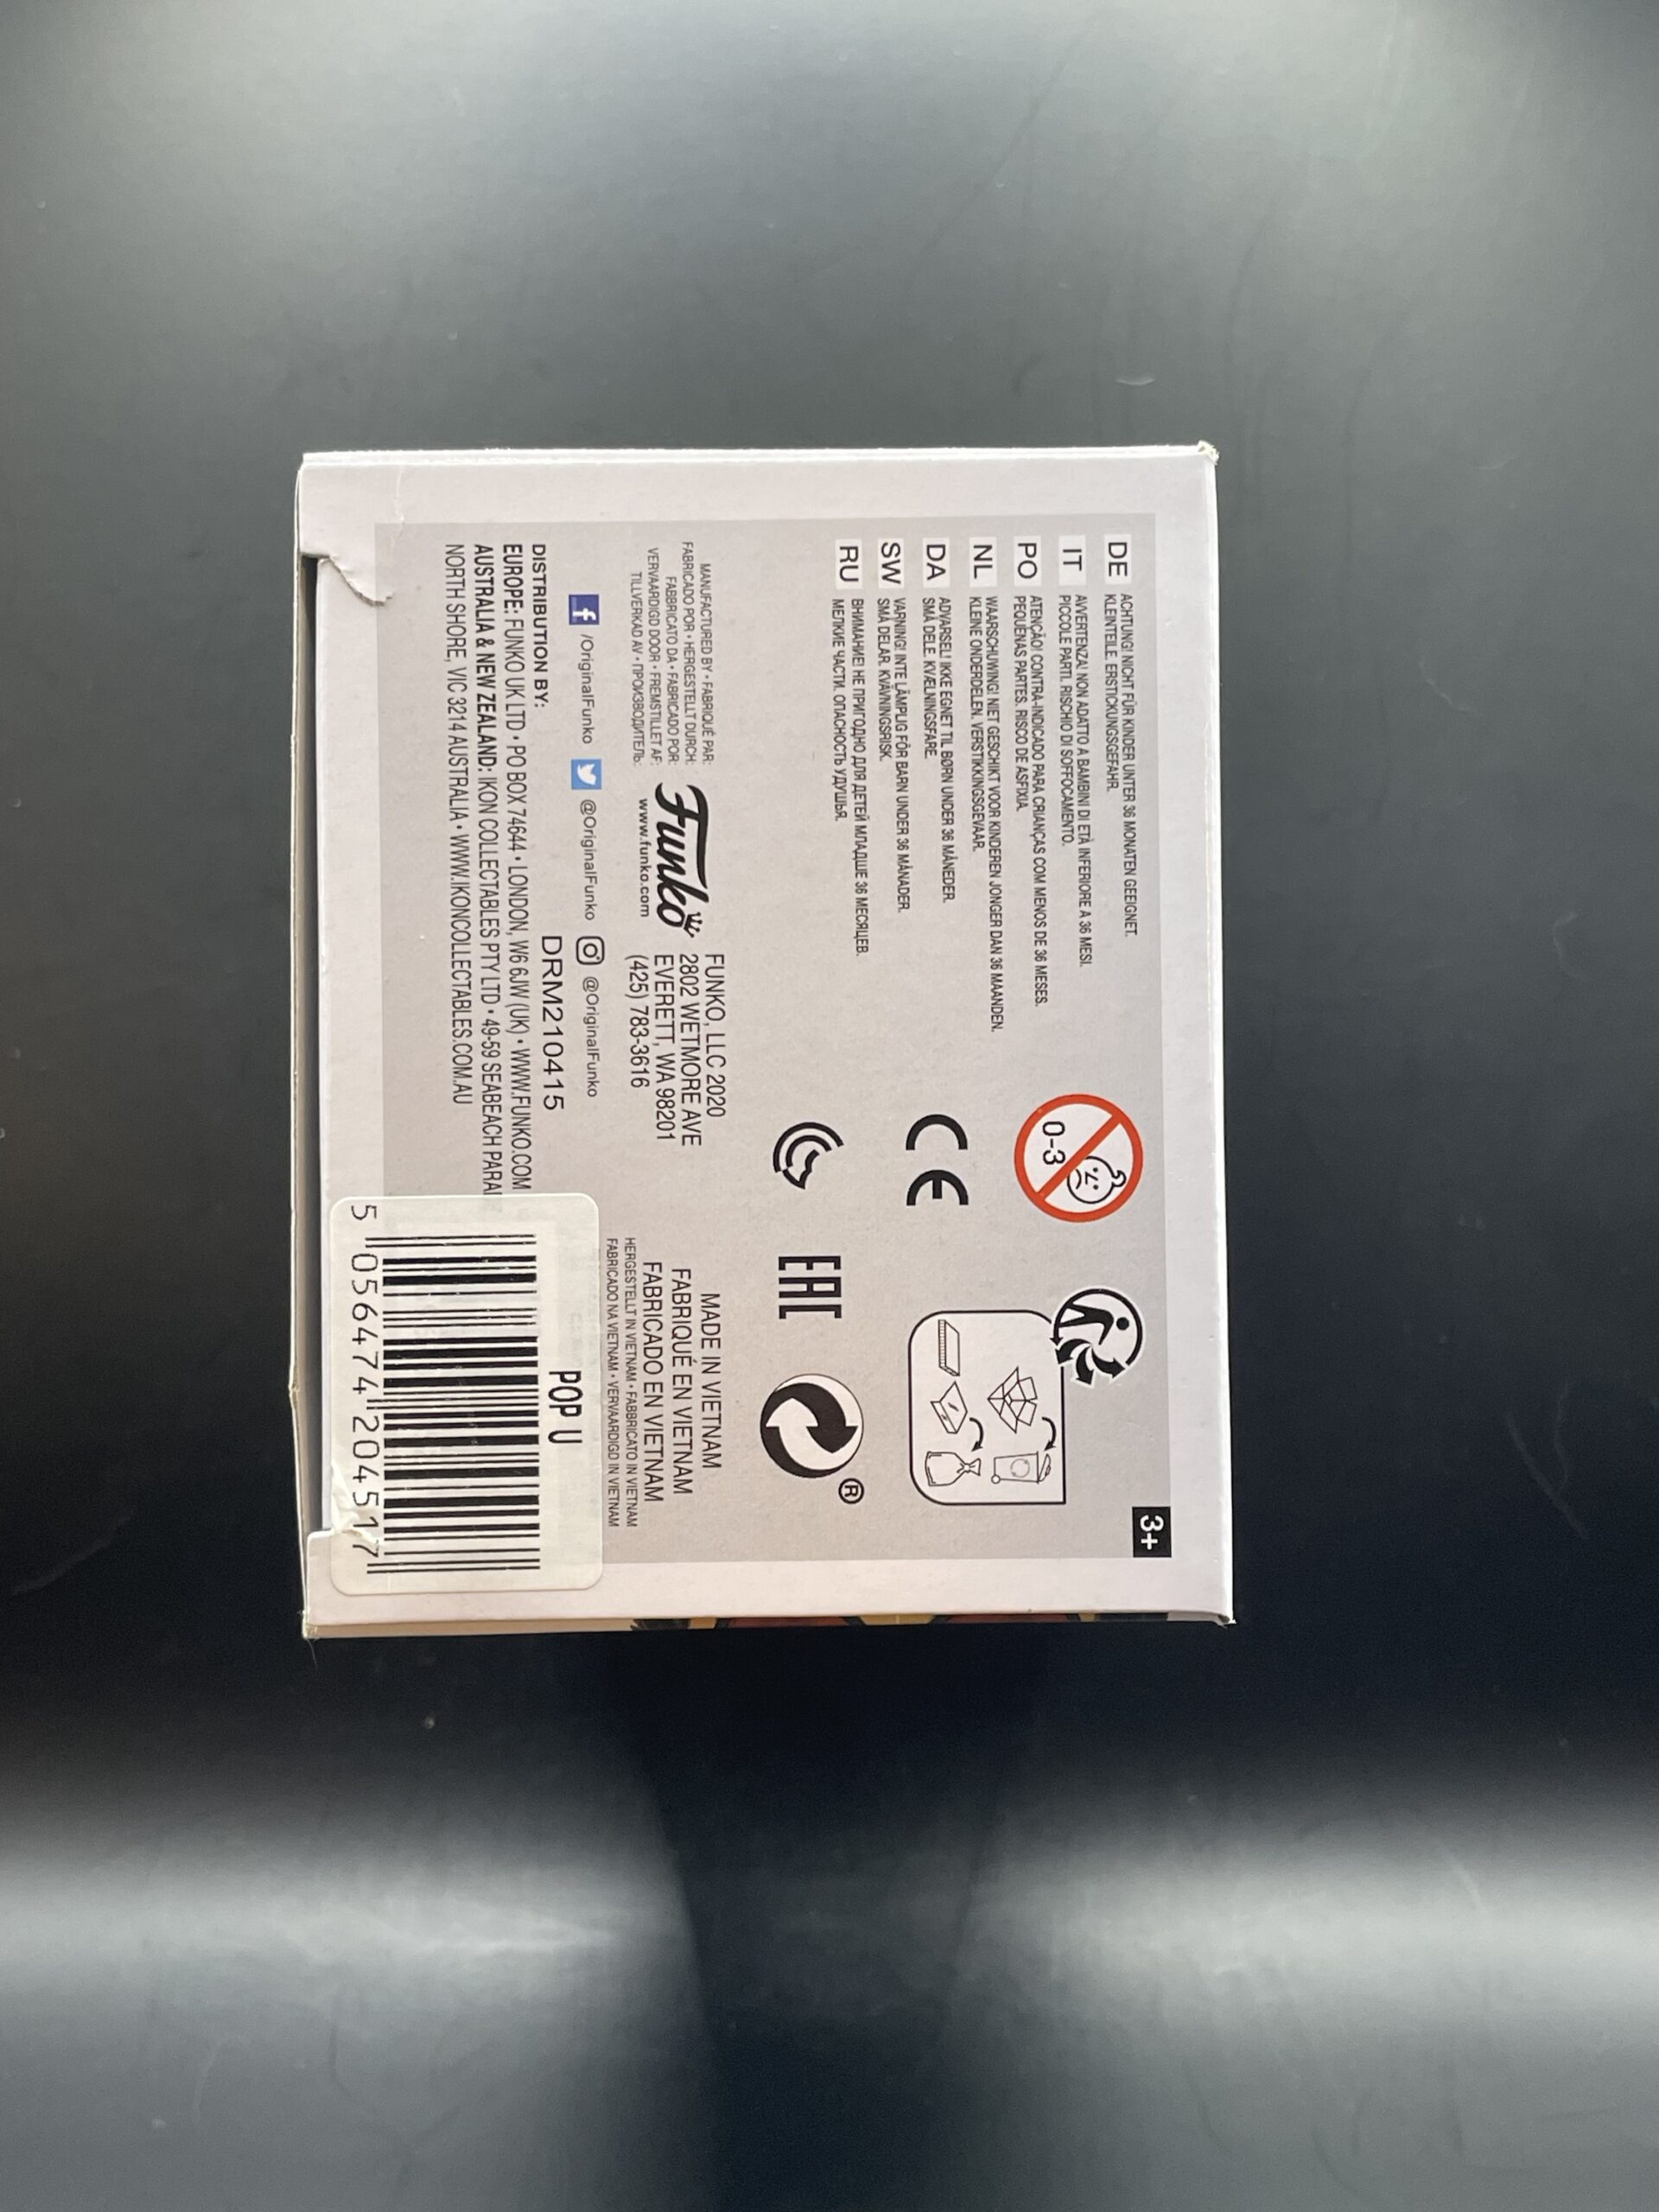 3+
DE ACHTUNG! NICHT FÜR KINDER UNTER 36 MONATEN GEEIGNET.
KLEINTEILE. ERSTICKUNGSGEFAHR.
IT AVVERTENZA! NON ADATTO A BAMBINI DI ETÀ INFERIORE A 36 MESI.
PICCOLE PARTI. RISCHIO DI SOFFOCAMENTO.
PO ATENÇÃO! CONTRA-INDICADO PARA CRIANÇAS COM MENOS DE 36 MESES.
PEQUENAS PARTES. RISCO DE ASFIXIA.
NL WAARSCHUWING! NIET GESCHIKT VOOR KINDEREN JONGER DAN 36 MAANDEN.
KLEINE ONDERDELEN. VERSTIKKINGSGEVAAR.
DA ADVARSEL! IKKE EGNET TIL BØRN UNDER 36 MÅNEDER.
SMÅ DELE. KVÆLNINGSFARE.
SW VARNING! INTE LÄMPLIG FÖR BARN UNDER 36 MÅNADER.
SMÅ DELAR. KVÄVNINGSRISK.
RU ВНИМАНИЕ! НЕ ПРИГОДНО ДЛЯ ДЕТЕЙ МЛАДШЕ 36 МЕСЯЦЕВ.
МЕЛКИЕ ЧАСТИ. ОПАСНОСТЬ УДУШЬЯ.
0-3
CE
EAC
®
MANUFACTURED BY • FABRIQUÉ PAR:
FABRICADO POR • HERGESTELLT DURCH:
FABBRICATO DA • FABRICADO POR:
VERVAARDIGD DOOR • FREMSTILLET AF:
TILLVERKAD AV • ПРОИЗВОДИТЕЛЬ:
Funko
www.funko.com
FUNKO, LLC 2020
2802 WETMORE AVE
EVERETT, WA 98201
(425) 783-3616
MADE IN VIETNAM
FABRIQUÉ EN VIETNAM
FABRICADO EN VIETNAM
HERGESTELLT IN VIETNAM • FABBRICATO IN VIETNAM
FABRICADO NA VIETNAM • VERVAARDIGD IN VIETNAM
/OriginalFunko @OriginalFunko @OriginalFunko
DRM210415
DISTRIBUTION BY:
EUROPE: FUNKO UK LTD • PO BOX 74644 • LONDON, W6 6JW (UK) • WWW.FUNKO.COM
AUSTRALIA & NEW ZEALAND: IKON COLLECTABLES PTY LTD • 49-59 SEABEACH PARA
NORTH SHORE, VIC 3214 AUSTRALIA • WWW.IKONCOLLECTABLES.COM.AU
POP U
5 056474 204517